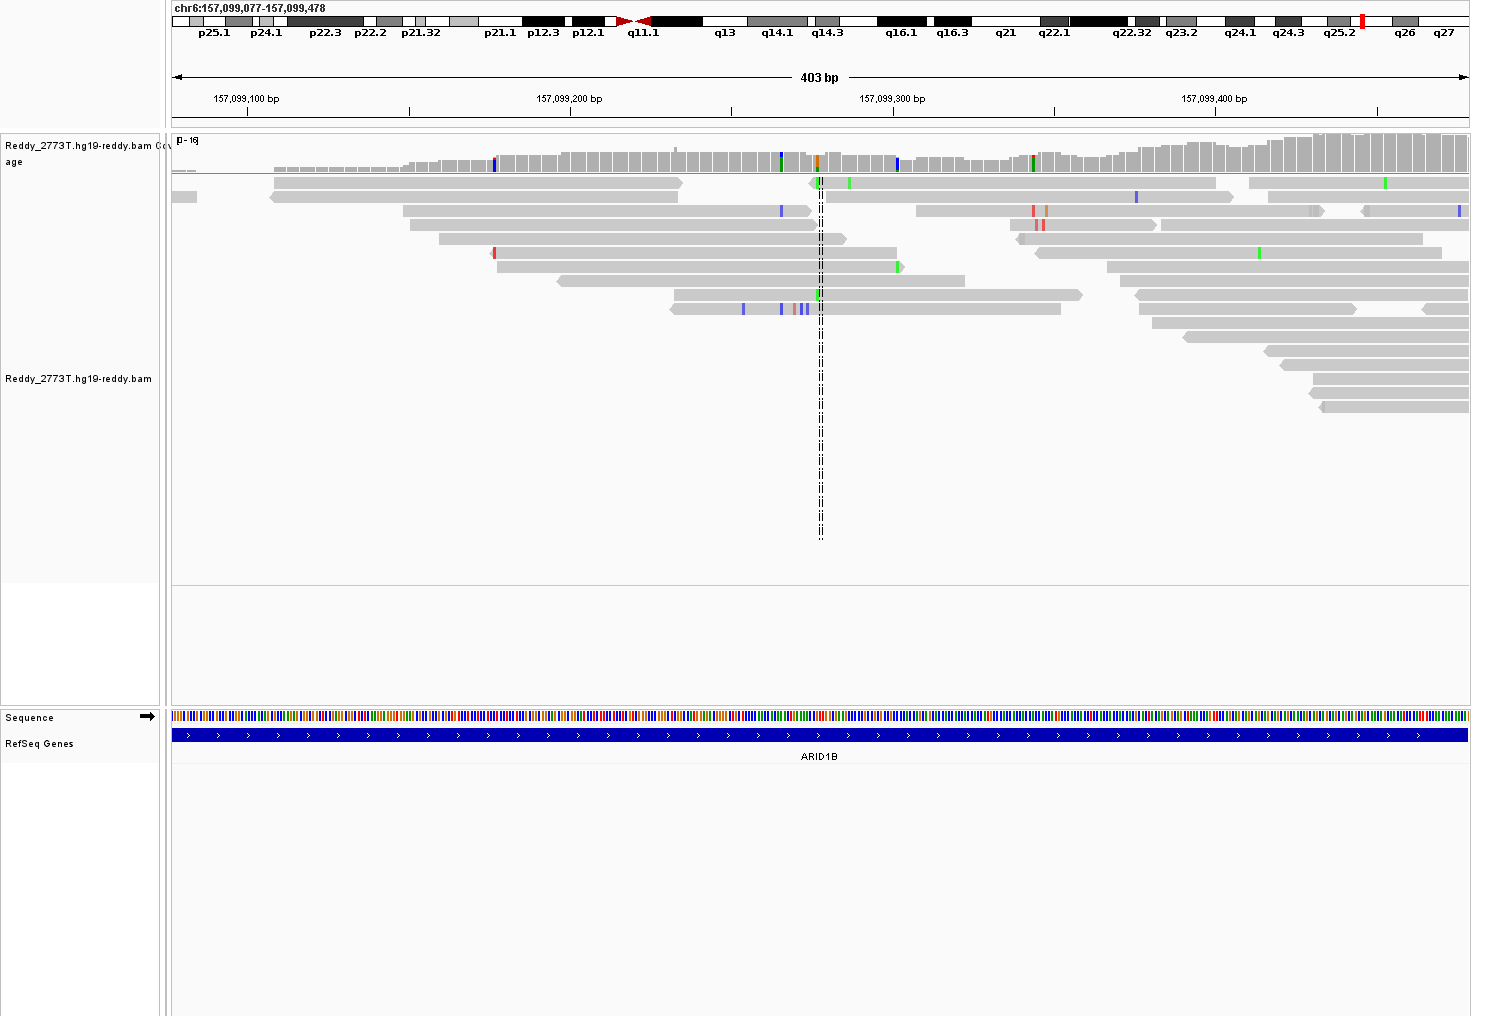 chr6:157,099,077-157,099,478
p25.1 p24.1 p22.3 p22.2 p21.32 p21.1 p12.3 p12.1 q11.1 q13 q14.1 q14.3 q16.1 q16.3 q21 q22.1 q22.32 q23.2 q24.1 q24.3 q25.2 q26 q27
403 bp
157,099,100 bp 157,099,200 bp 157,099,300 bp 157,099,400 bp
[0 - 16]
Reddy_2773T.hg19-reddy.bam Cov
age
Reddy_2773T.hg19-reddy.bam
Sequence
RefSeq Genes
ARID1B